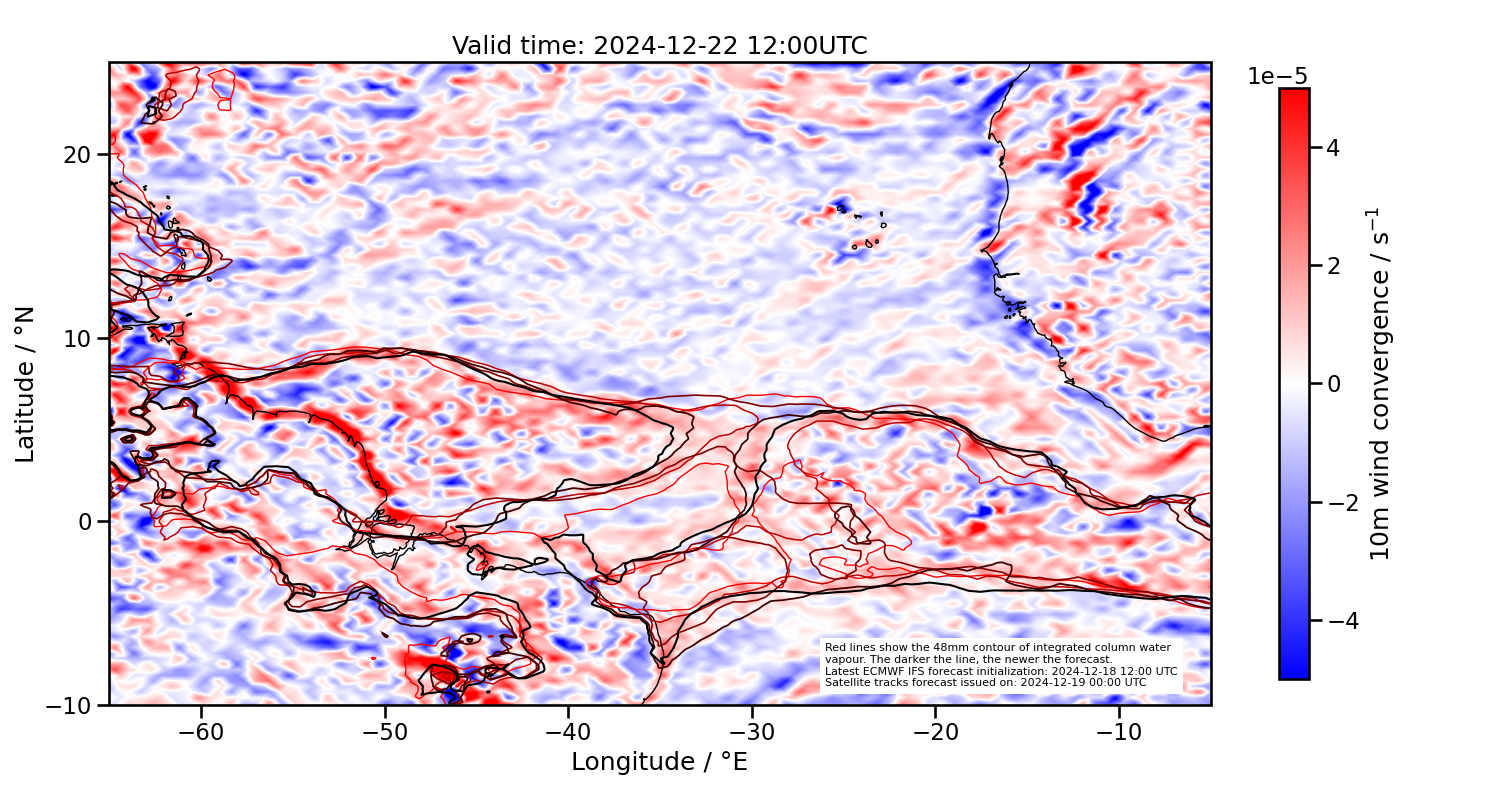 Valid time: 2024-12-22 12:00UTC
1e−5
20
10
0
−10
Latitude / °N
−60
−50
−40
−30
−20
−10
Longitude / °E
4
2
0
−2
−4
10m wind convergence / s⁻¹
Red lines show the 48mm contour of integrated column water
vapour. The darker the line, the newer the forecast.
Latest ECMWF IFS forecast initialization: 2024-12-18 12:00 UTC
Satellite tracks forecast issued on: 2024-12-19 00:00 UTC